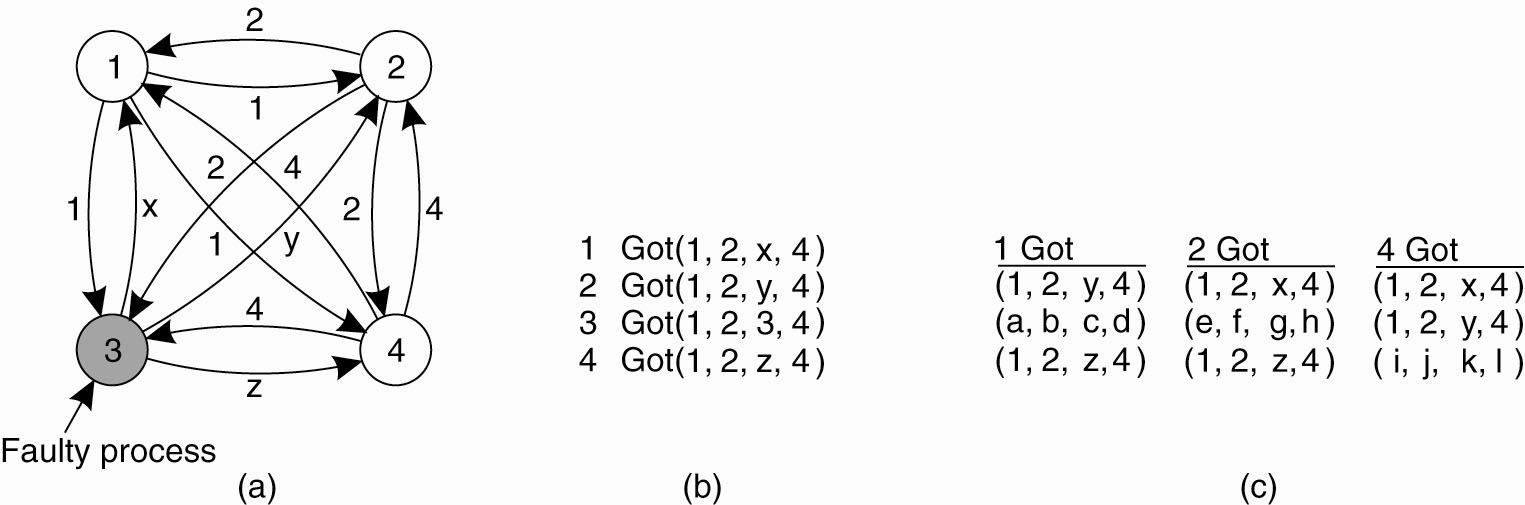 2
1
2
1
2
4
1
x
2
4
1
y
4
3
4
z
Faulty process
(a)
1 Got(1, 2, x, 4)
2 Got(1, 2, y, 4)
3 Got(1, 2, 3, 4)
4 Got(1, 2, z, 4)
(b)
1 Got 2 Got 4 Got
(1, 2, y, 4) (1, 2, x, 4) (1, 2, x, 4)
(a, b, c, d) (e, f, g, h) (1, 2, y, 4)
(1, 2, z, 4) (1, 2, z, 4) (i, j, k, l)
(c)